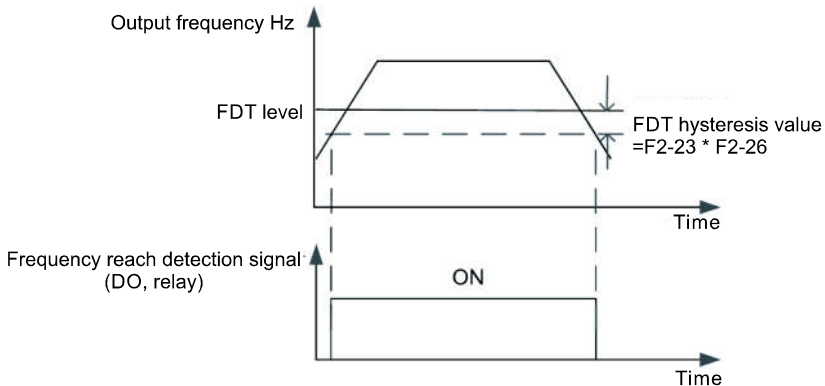 Output frequency Hz
FDT level
FDT hysteresis value
=F2-23 * F2-26
Time
Frequency reach detection signal
(DO, relay)
ON
Time